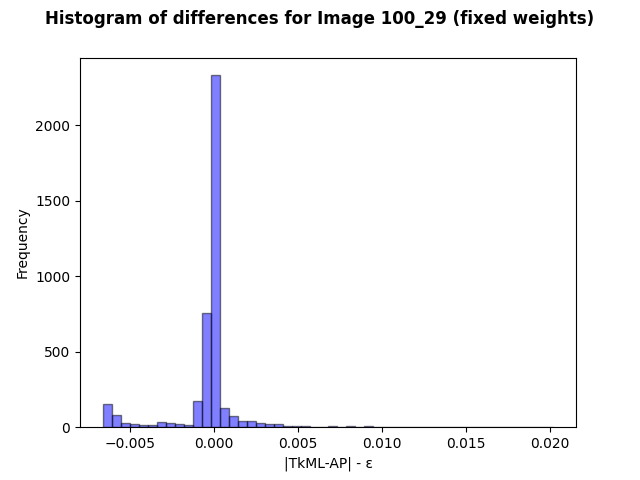 Histogram of differences for Image 100_29 (fixed weights)
Frequency
2000
1500
1000
500
0
−0.005 0.000 0.005 0.010 0.015 0.020
|TkML-AP| - ε